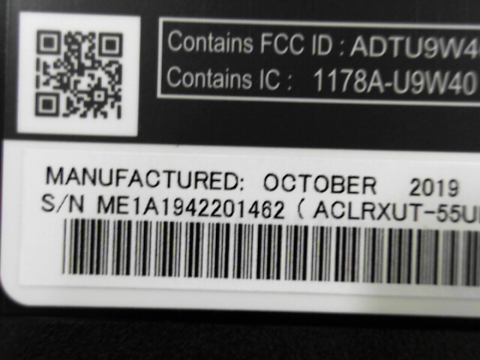 Contains FCC ID : ADTU9W4
Contains IC : 1178A-U9W40
MANUFACTURED: OCTOBER 2019
S/N ME1A1942201462 ( ACLRXUT-55U